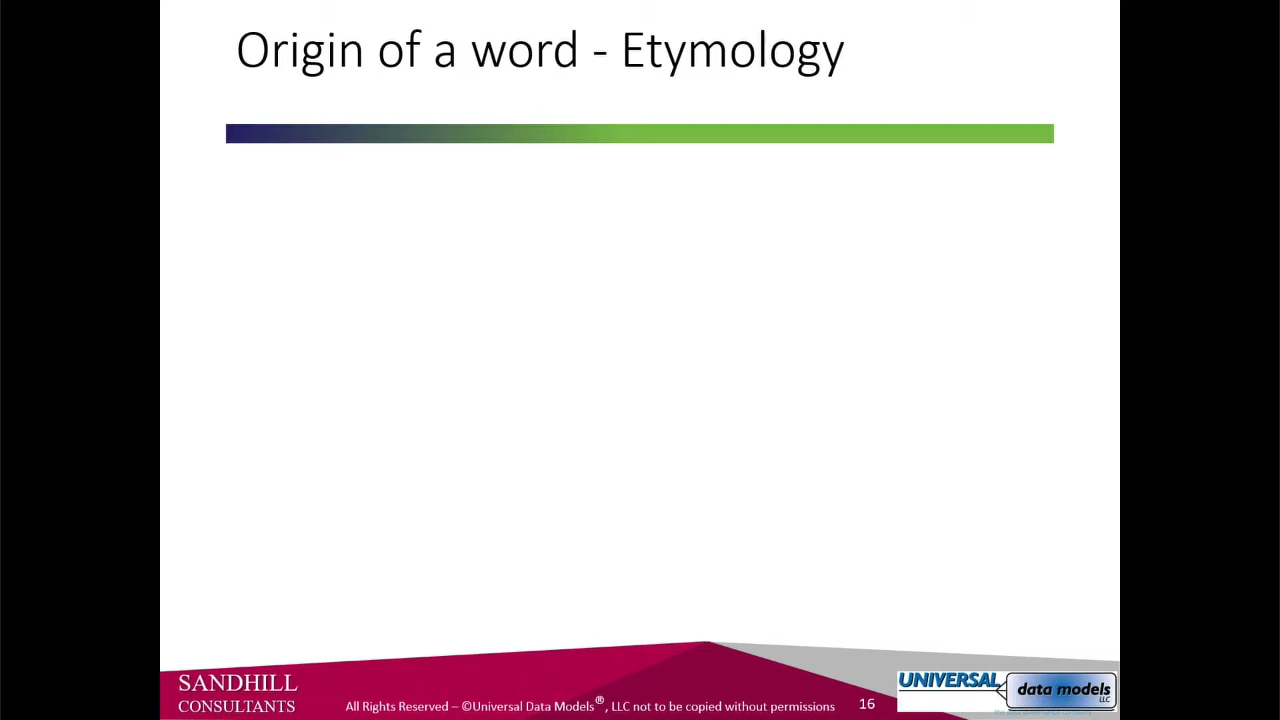 Origin of a word - Etymology
SANDHILL
CONSULTANTS
All Rights Reserved – ©Universal Data Models®, LLC not to be copied without permissions
16
UNIVERSAL
data models
LLC